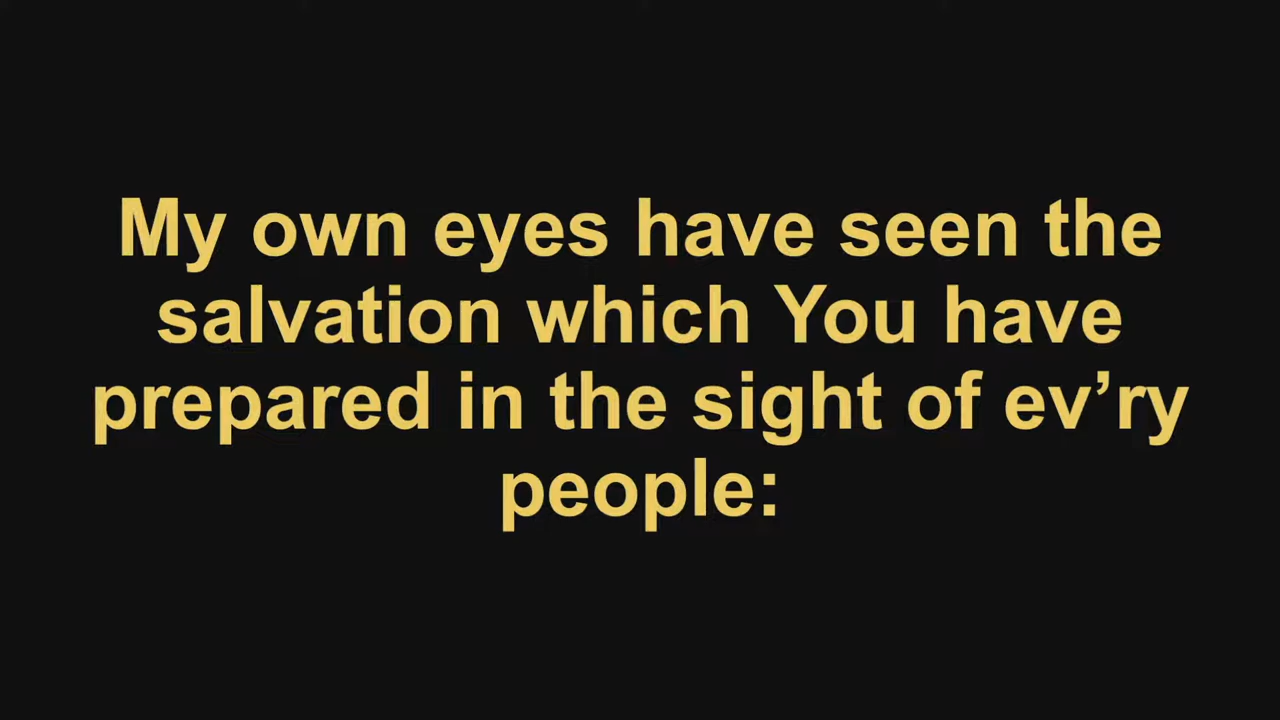 My own eyes have seen the
salvation which You have
prepared in the sight of ev’ry
people: